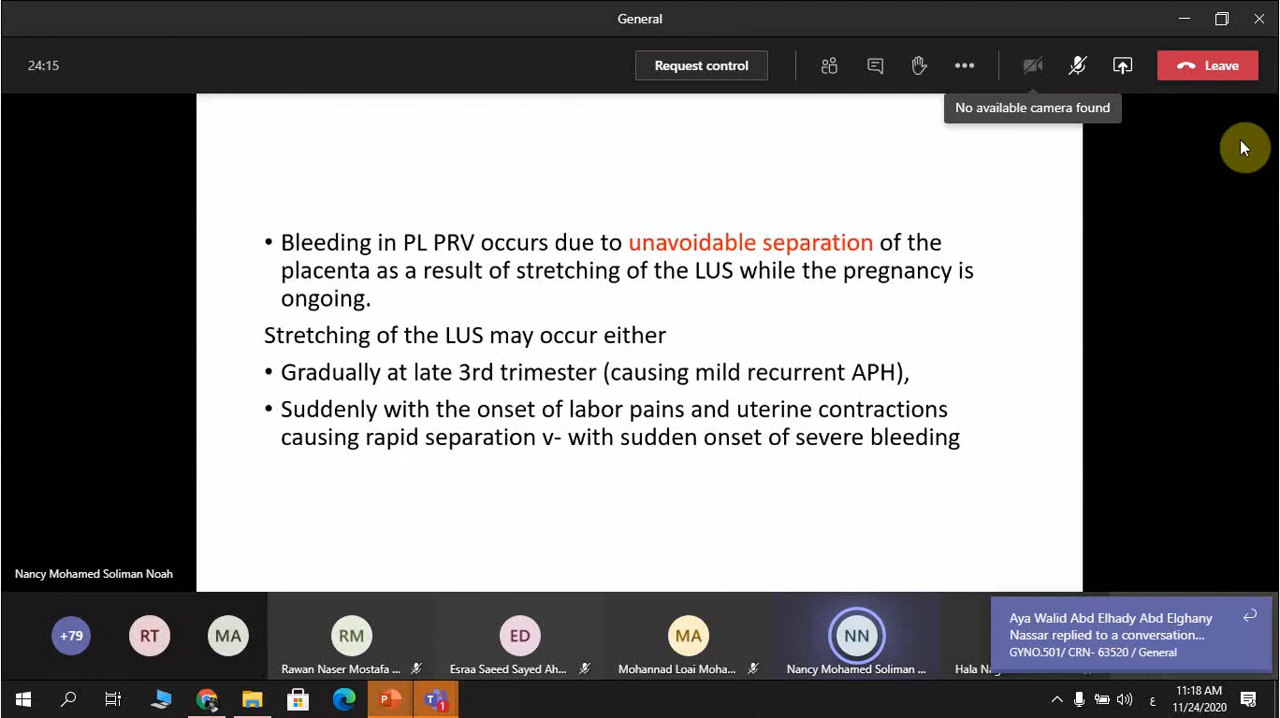 General
24:15
Request control
Leave
No available camera found
• Bleeding in PL PRV occurs due to unavoidable separation of the
placenta as a result of stretching of the LUS while the pregnancy is
ongoing.
Stretching of the LUS may occur either
• Gradually at late 3rd trimester (causing mild recurrent APH),
• Suddenly with the onset of labor pains and uterine contractions
causing rapid separation v- with sudden onset of severe bleeding
Nancy Mohamed Soliman Noah
+79
RT
MA
RM
Rawan Naser Mostafa ...
ED
Esraa Saeed Sayed Ah...
MA
Mohannad Loai Moha...
NN
Nancy Mohamed Soliman ...
Hala Na
Aya Walid Abd Elhady Abd Elghany
Nassar replied to a conversation...
GYNO.501/ CRN- 63520 / General
1
ع
11:18 AM
11/24/2020